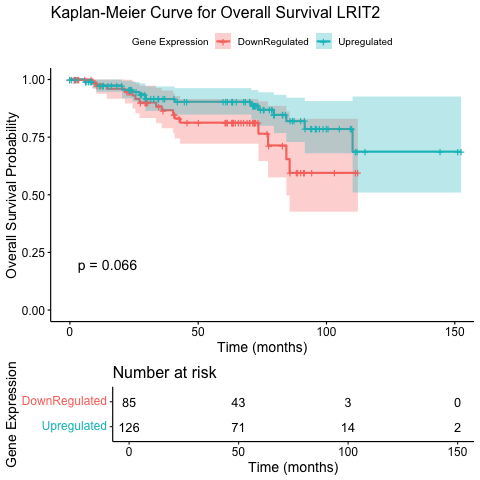 Kaplan-Meier Curve for Overall Survival LRIT2
Gene Expression DownRegulated Upregulated
Overall Survival Probability
1.00
0.75
0.50
0.25
0.00
p = 0.066
0 50 100 150
Time (months)
Number at risk
Gene Expression
DownRegulated 85 43 3 0
Upregulated 126 71 14 2
0 50 100 150
Time (months)